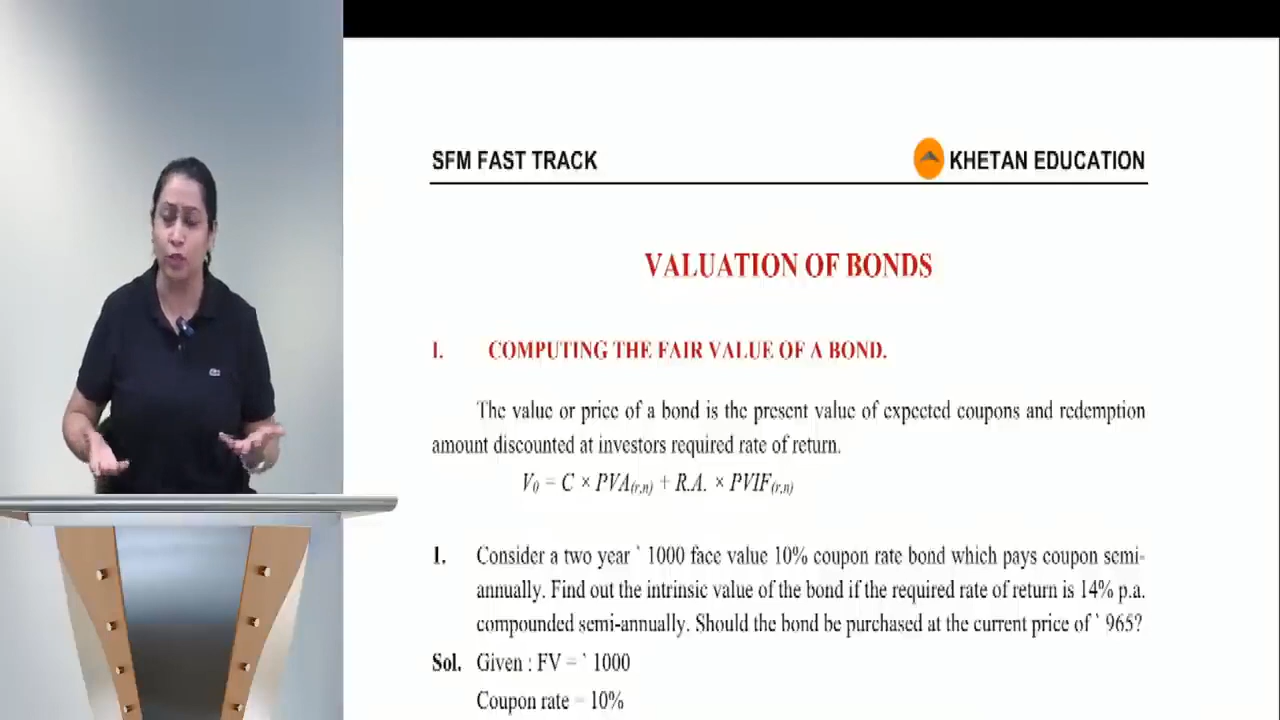 SFM FAST TRACK
KHETAN EDUCATION
VALUATION OF BONDS
I. COMPUTING THE FAIR VALUE OF A BOND.
The value or price of a bond is the present value of expected coupons and redemption
amount discounted at investors required rate of return.
V₀ = C × PVA(r,n) + R.A. × PVIF(r,n)
1. Consider a two year ` 1000 face value 10% coupon rate bond which pays coupon semi-
annually. Find out the intrinsic value of the bond if the required rate of return is 14% p.a.
compounded semi-annually. Should the bond be purchased at the current price of ` 965?
Sol. Given : FV = ` 1000
Coupon rate = 10%